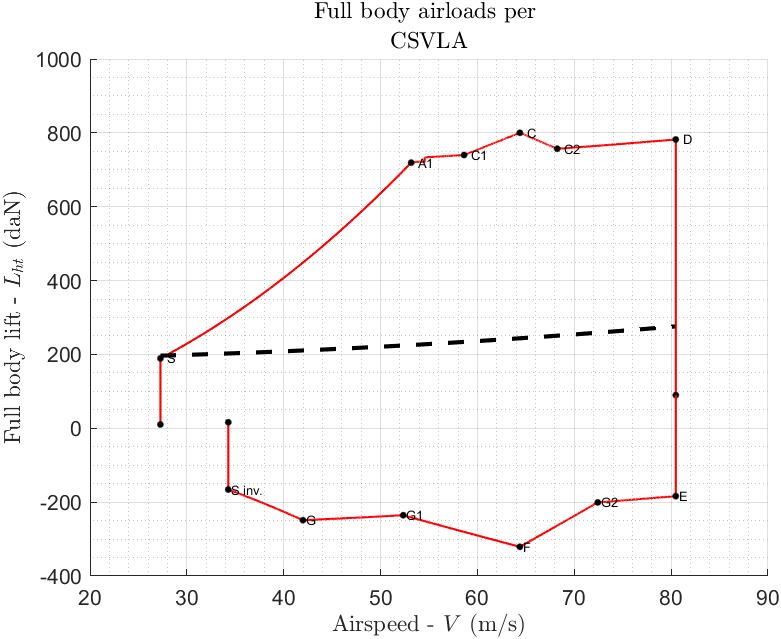 Full body airloads per
CSVLA
1000
800
600
400
200
0
-200
-400
Full body lift - L_ht (daN)
C
D
A1
C1
C2
S
S inv.
G
G1
F
G2
E
20 30 40 50 60 70 80 90
Airspeed - V (m/s)